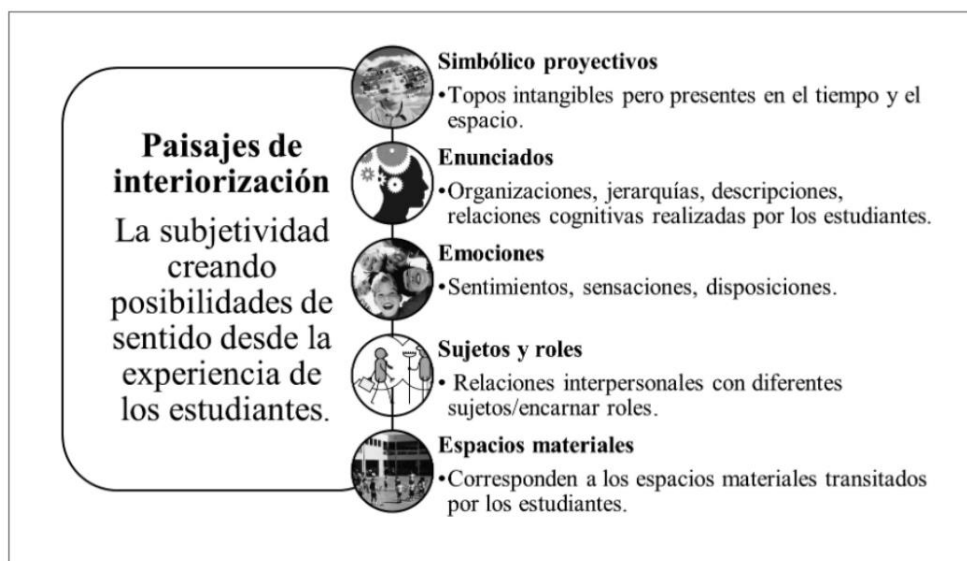 Paisajes de
interiorización
La subjetividad
creando
posibilidades de
sentido desde la
experiencia de
los estudiantes.
Simbólico proyectivos
•Topos intangibles pero presentes en el tiempo y el
espacio.
Enunciados
•Organizaciones, jerarquías, descripciones,
relaciones cognitivas realizadas por los estudiantes.
Emociones
•Sentimientos, sensaciones, disposiciones.
Sujetos y roles
• Relaciones interpersonales con diferentes
sujetos/encarnar roles.
Espacios materiales
•Corresponden a los espacios materiales transitados
por los estudiantes.